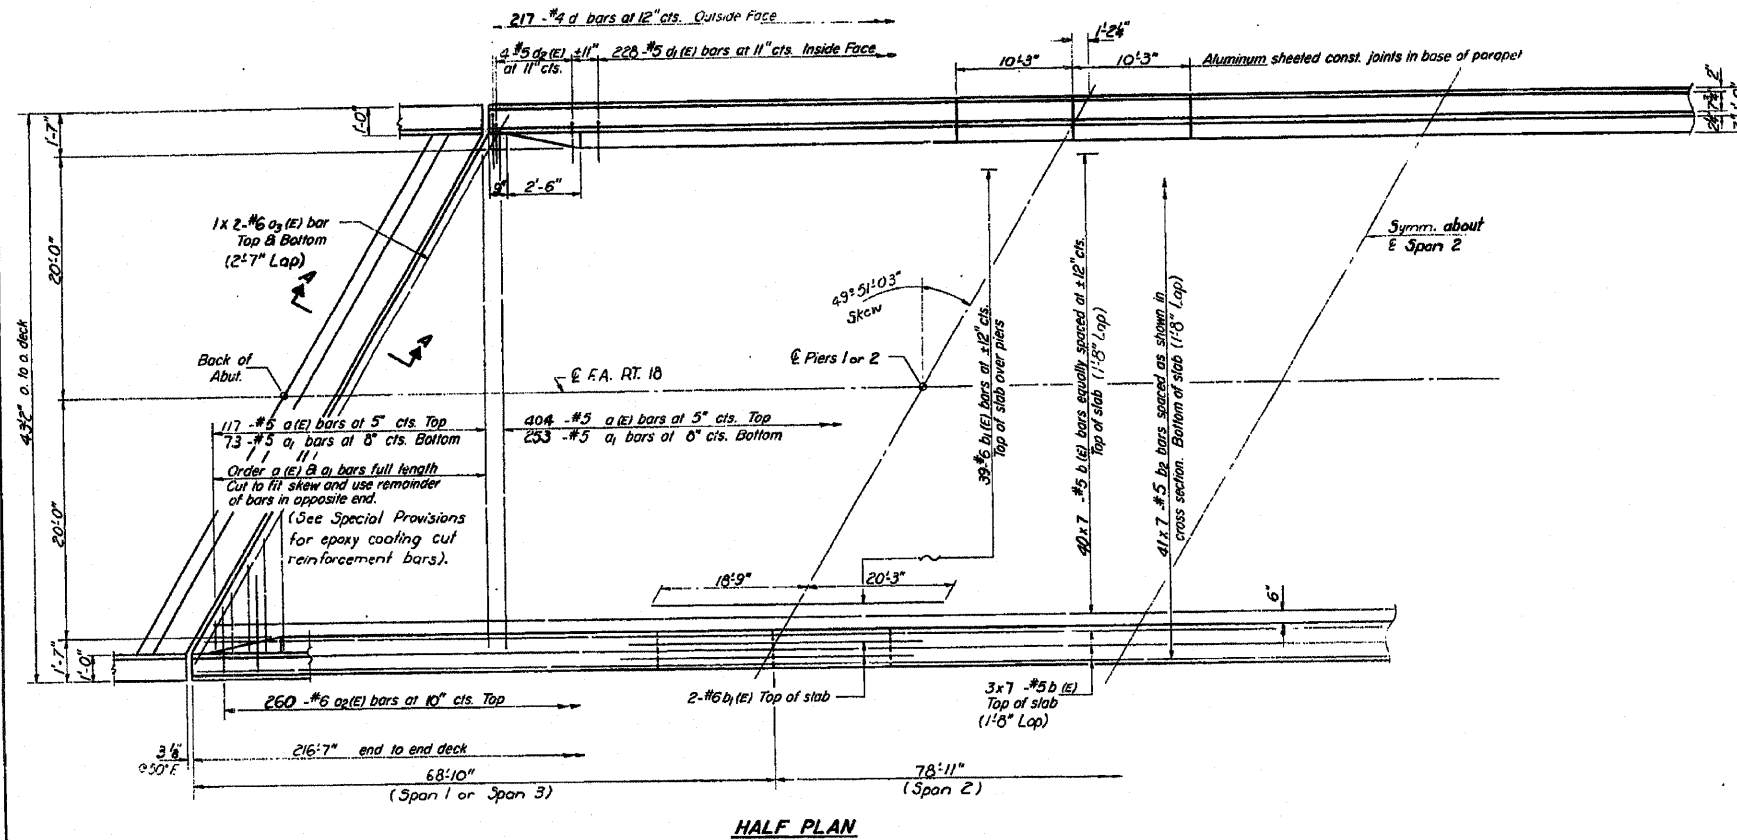 217 -#4 d bars at 12" cts. Outside Face
4 #5 d2(E) ±11"
at 11" cts.
228 -#5 d1(E) bars at 11" cts. Inside Face
1'-2¼"
10'-3"
10'-3"
Aluminum sheeted const. joints in base of parapet
2"
1'-0"
1'-7"
9"
2'-6"
1 x 2-#6 a3(E) bar
Top & Bottom
(2'-7" Lap)
A
A
20'-0"
43'-2" o. to o. deck
49°-51'-03"
Skew
Symm. about
℄ Span 2
Back of
Abut.
℄ F.A. RT. 18
℄ Piers 1 or 2
39-#6 b1(E) bars at ±12" cts.
Top of slab over piers
40 x 7 -#5 b(E) bars equally spaced at ±12" cts.
Top of slab (1'-8" Lap)
41 x 7 -#5 b2 bars spaced as shown in
cross section. Bottom of slab (1'-8" Lap)
117 -#5 a(E) bars at 5" cts. Top
73 -#5 a1 bars at 8" cts. Bottom
404 -#5 a(E) bars at 5" cts. Top
253 -#5 a1 bars at 8" cts. Bottom
Order a(E) & a1 bars full length
Cut to fit skew and use remainder
of bars in opposite end.
(See Special Provisions
for epoxy coating cut
reinforcement bars).
20'-0"
18'-9"
20'-3"
6"
1'-7"
1'-0"
260 -#6 a2(E) bars at 10" cts. Top
2-#6 b1(E) Top of slab
3x7 -#5 b(E)
Top of slab
(1'-8" Lap)
3⅛"
@50°F
216'-7" end to end deck
68'-10"
(Span 1 or Span 3)
78'-11"
(Span 2)
HALF PLAN